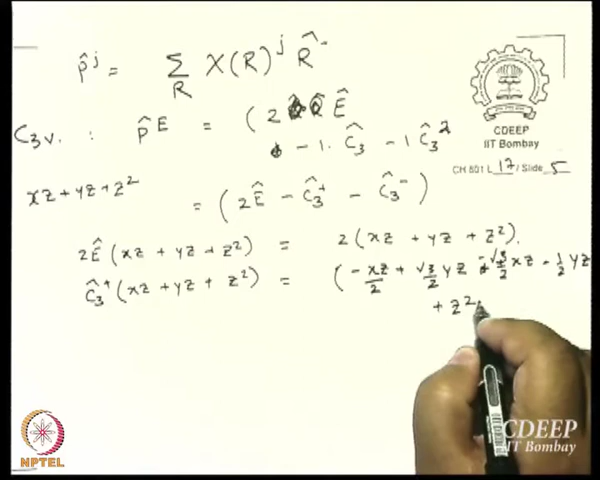 P̂ʲ = Σ_R χ(R)ʲ R̂
CDEEP
IIT Bombay
CH 801 L 17 / Slide 5
C₃ᵥ : P̂ᴱ = (2 Ê
- 1. Ĉ₃ - 1 Ĉ₃²
xz + yz + z²
= (2Ê - Ĉ₃⁺ - Ĉ₃⁻)
2Ê (xz + yz + z²) = 2(xz + yz + z²).
Ĉ₃⁺ (xz + yz + z²) = (-xz/2 + √3/2 yz - √3/2 xz - 1/2 yz
+ z²
NPTEL
CDEEP
IIT Bombay